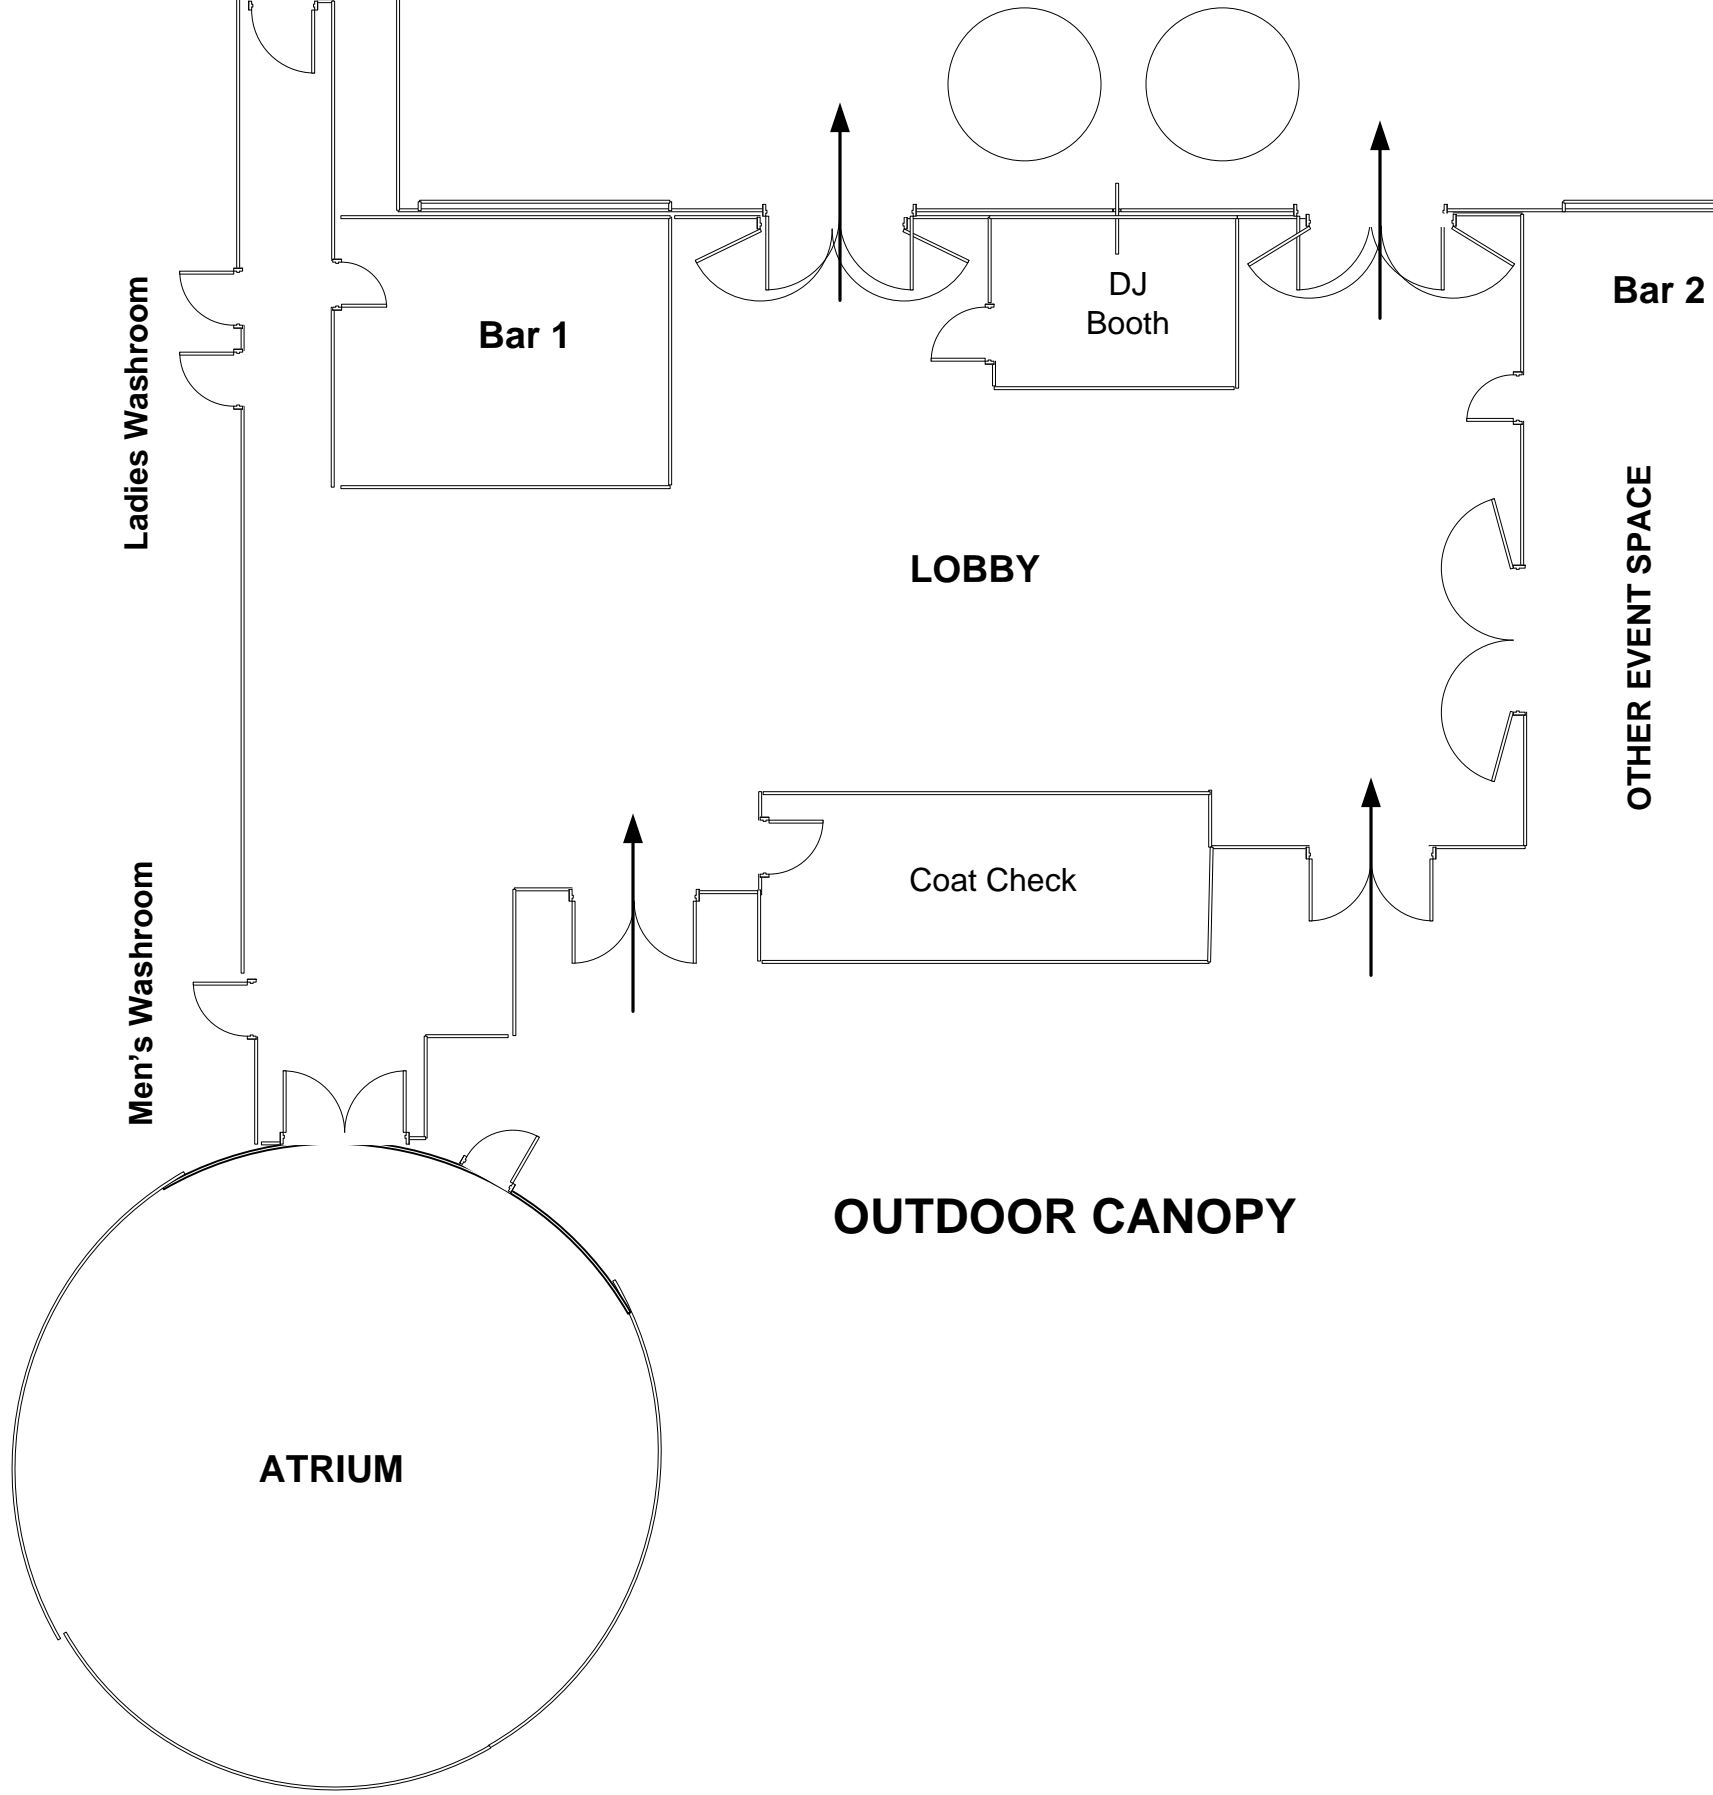 DJ
Booth
Bar 2
Bar 1
Ladies Washroom
LOBBY
OTHER EVENT SPACE
Coat Check
Men’s Washroom
OUTDOOR CANOPY
ATRIUM